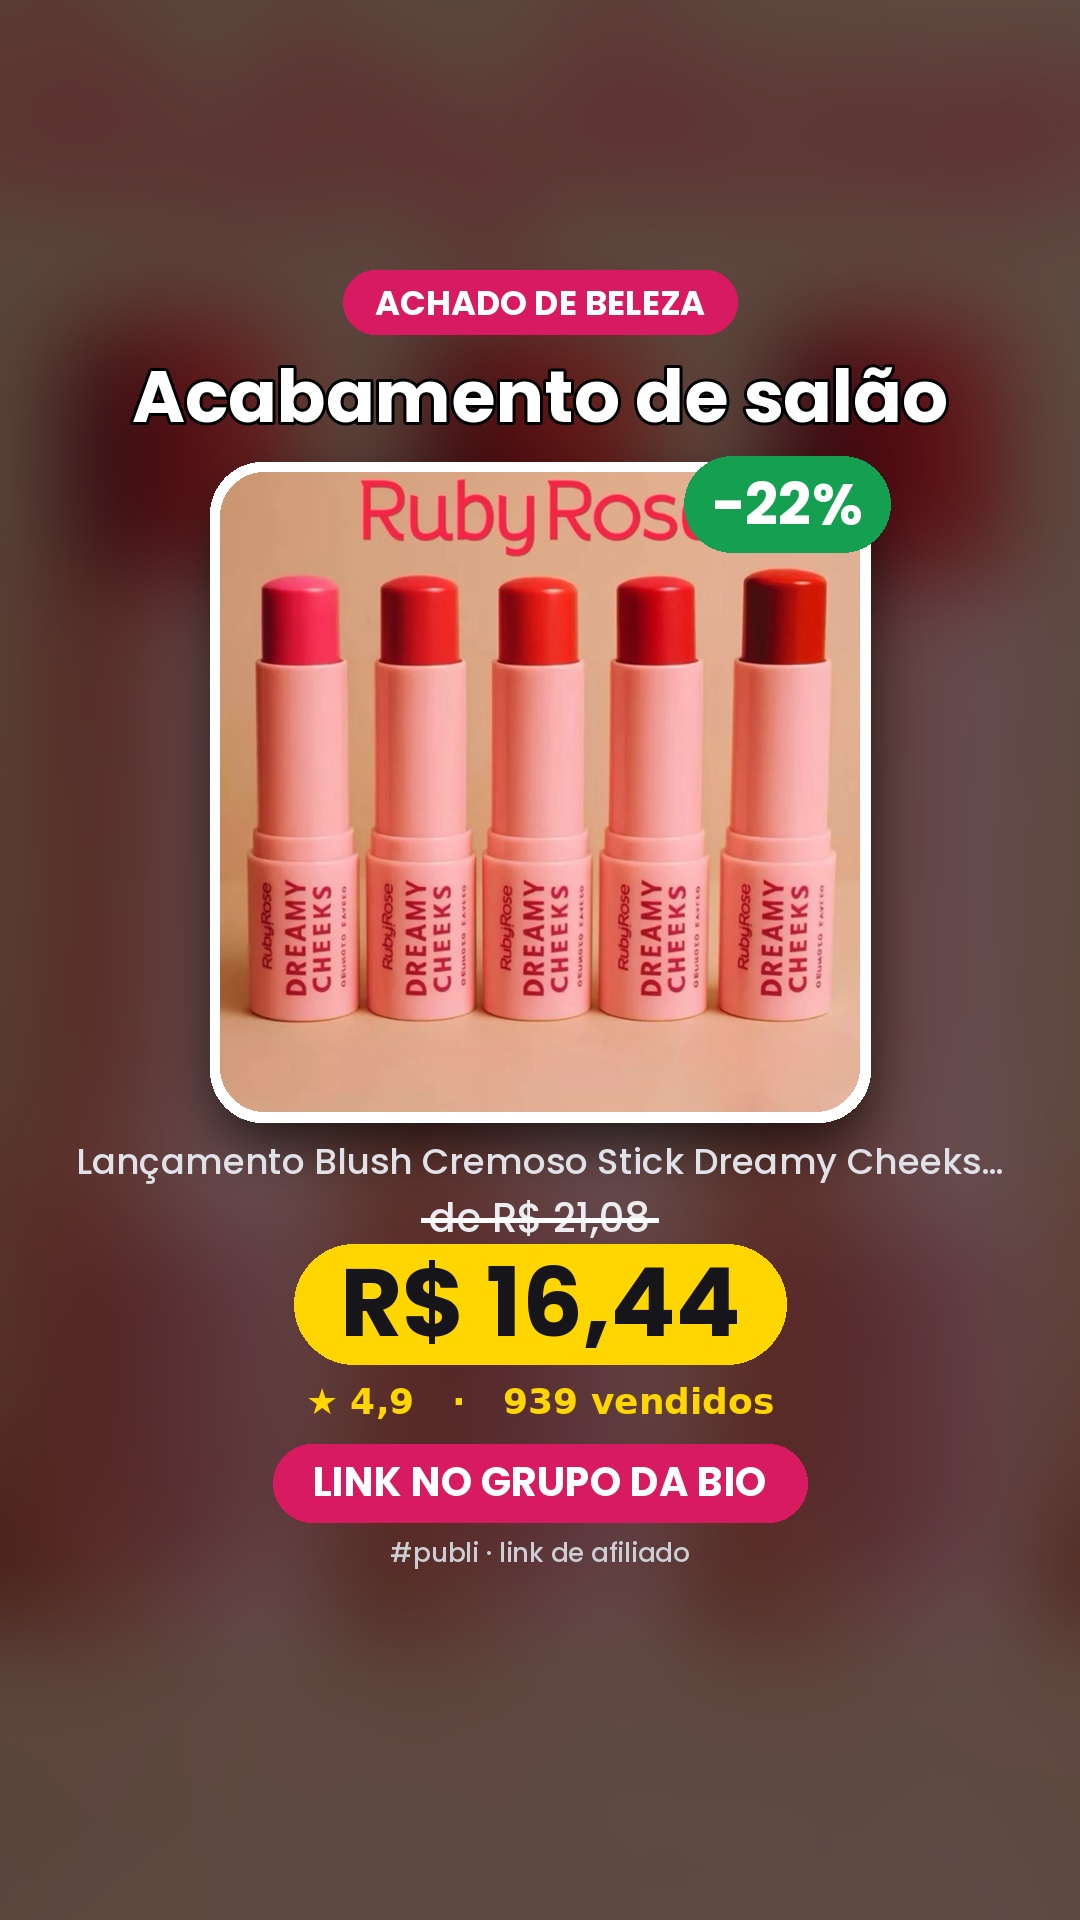 ACHADO DE BELEZA
Acabamento de salão
RubyRos
-22%
RubyRose
DREAMY
CHEEKS
RubyRose
DREAMY
CHEEKS
RubyRose
DREAMY
CHEEKS
RubyRose
DREAMY
CHEEKS
RubyRose
DREAMY
CHEEKS
Lançamento Blush Cremoso Stick Dreamy Cheeks...
de R$ 21,08
R$ 16,44
★ 4,9 · 939 vendidos
LINK NO GRUPO DA BIO
#publi · link de afiliado